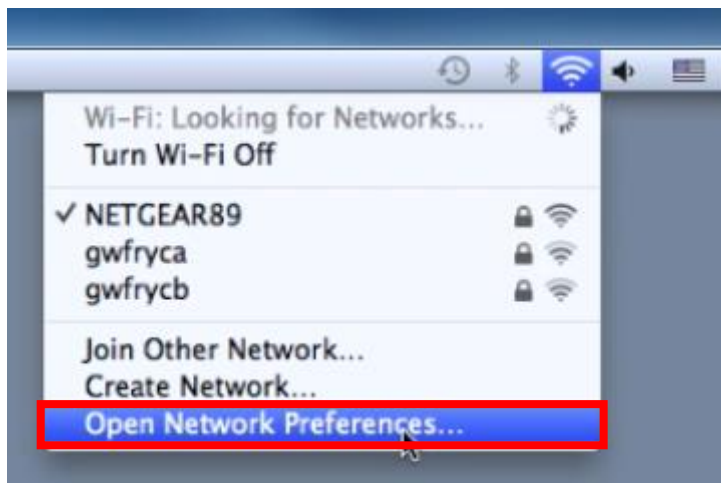 Wi-Fi: Looking for Networks...
Turn Wi-Fi Off
NETGEAR89
gwfryca
gwfrycb
Join Other Network...
Create Network...
Open Network Preferences...